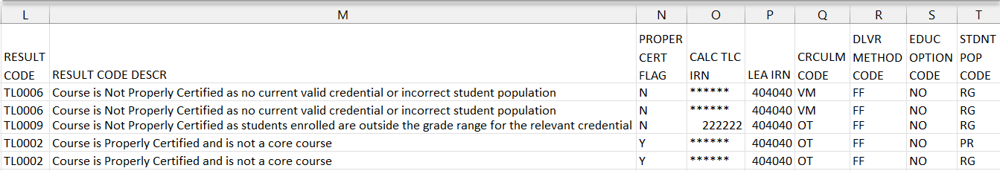 L M N O P Q R S T
PROPER DLVR EDUC STDNT
RESULT CERT CALC TLC CRCULM METHOD OPTION POP
CODE RESULT CODE DESCR FLAG IRN LEA IRN CODE CODE CODE CODE
TL0006 Course is Not Properly Certified as no current valid credential or incorrect student population N ****** 404040 VM FF NO RG
TL0006 Course is Not Properly Certified as no current valid credential or incorrect student population N ****** 404040 VM FF NO RG
TL0009 Course is Not Properly Certified as students enrolled are outside the grade range for the relevant credential N 222222 404040 OT FF NO RG
TL0002 Course is Properly Certified and is not a core course Y ****** 404040 OT FF NO PR
TL0002 Course is Properly Certified and is not a core course Y ****** 404040 OT FF NO RG